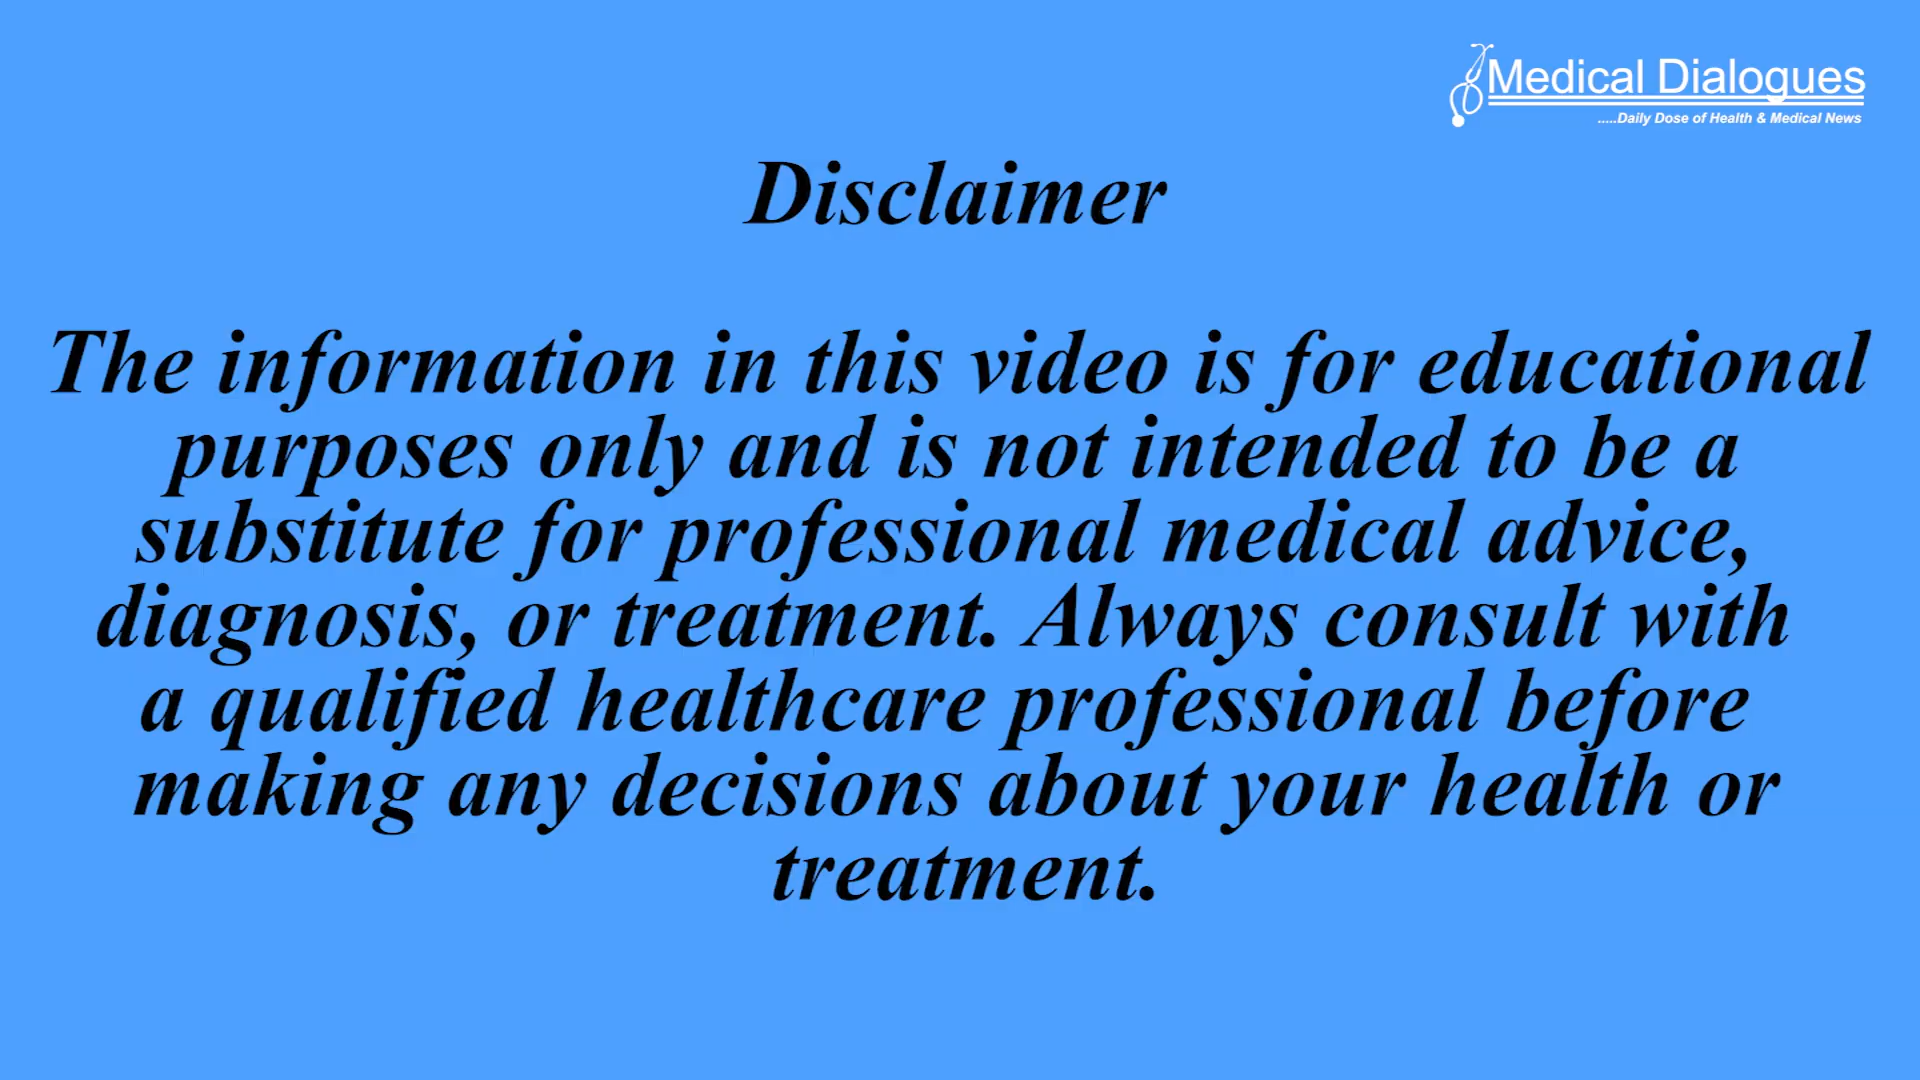 Medical Dialogues
.....Daily Dose of Health & Medical News
Disclaimer
The information in this video is for educational
purposes only and is not intended to be a
substitute for professional medical advice,
diagnosis, or treatment. Always consult with
a qualified healthcare professional before
making any decisions about your health or
treatment.